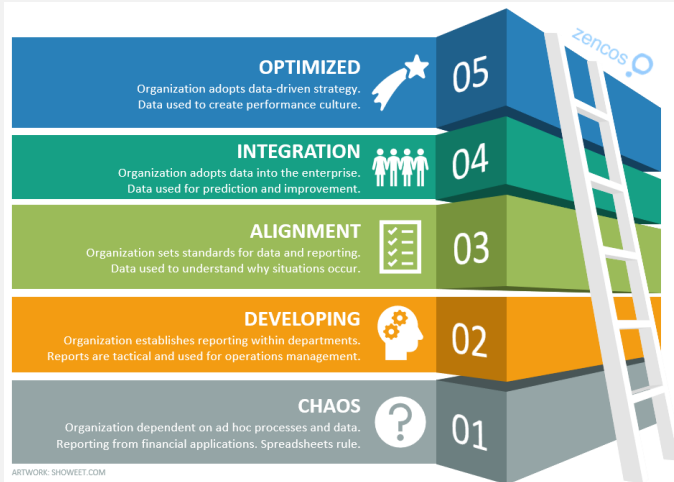 zencos
OPTIMIZED
Organization adopts data-driven strategy.
Data used to create performance culture.
05
INTEGRATION
Organization adopts data into the enterprise.
Data used for prediction and improvement.
04
ALIGNMENT
Organization sets standards for data and reporting.
Data used to understand why situations occur.
03
DEVELOPING
Organization establishes reporting within departments.
Reports are tactical and used for operations management.
02
CHAOS
Organization dependent on ad hoc processes and data.
Reporting from financial applications. Spreadsheets rule.
?
01
ARTWORK: SHOWEET.COM